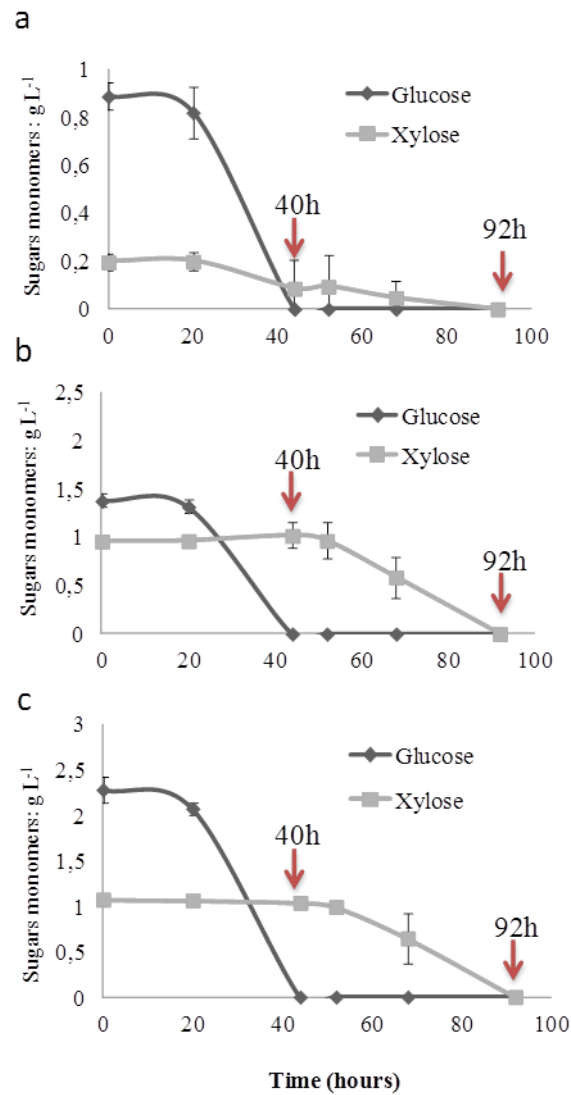 a
Sugars monomers: g L-1
1
0,8
0,6
0,4
0,2
0
Glucose
Xylose
40h
92h
0 20 40 60 80 100
b
Sugars monomers: g L-1
2,5
2
1,5
1
0,5
0
Glucose
Xylose
40h
92h
0 20 40 60 80 100
c
Sugars monomers: g L-1
3
2,5
2
1,5
1
0,5
0
Glucose
Xylose
40h
92h
0 20 40 60 80 100
Time (hours)